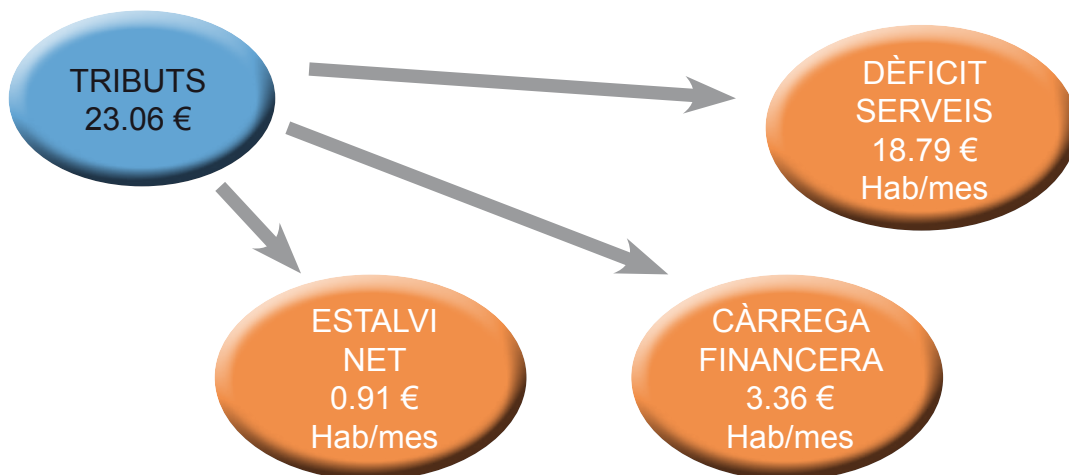 TRIBUTS
23.06 €
DÈFICIT
SERVEIS
18.79 €
Hab/mes
ESTALVI
NET
0.91 €
Hab/mes
CÀRREGA
FINANCERA
3.36 €
Hab/mes